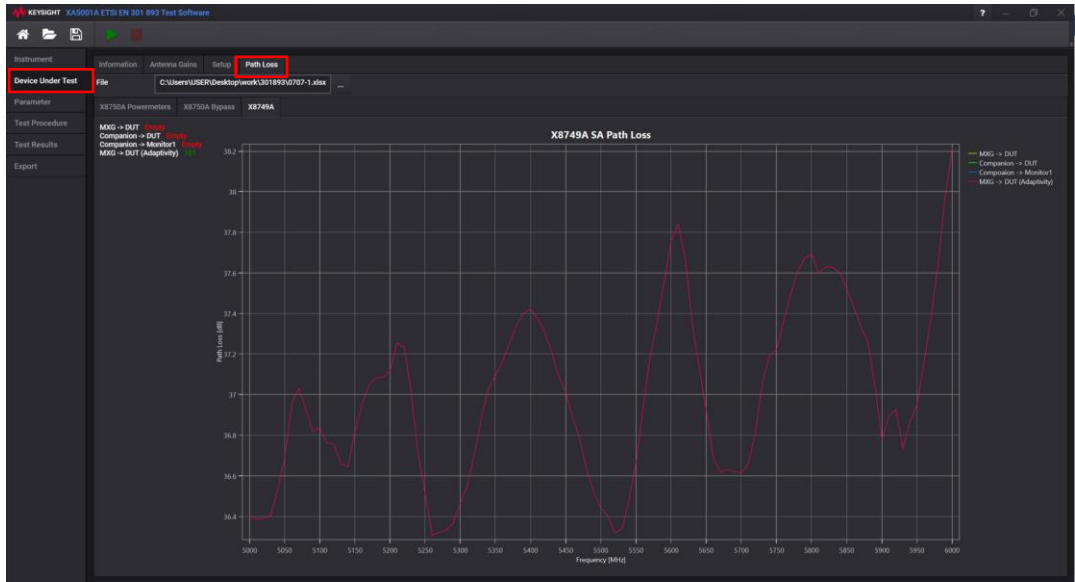 KEYSIGHT XA5001A ETSI EN 301 893 Test Software
?
Instrument
Device Under Test
Parameter
Test Procedure
Test Results
Export
Information Antenna Gains Setup Path Loss
File C:\Users\USER\Desktop\work\301893\0707-1.xlsx ...
X8750A Powermeters X8750A Bypass X8749A
MXG -> DUT Empty
Companion -> DUT Empty
Companion -> Monitor1 Empty
MXG -> DUT (Adaptivity) 101
X8749A SA Path Loss
38.2
38
37.8
37.6
37.4
37.2
37
36.8
36.6
36.4
Path Loss [dB]
5000 5050 5100 5150 5200 5250 5300 5350 5400 5450 5500 5550 5600 5650 5700 5750 5800 5850 5900 5950 6000
Frequency [MHz]
MXG -> DUT
Companion -> DUT
Compoaion -> Monitor1
MXG -> DUT (Adaptivity)